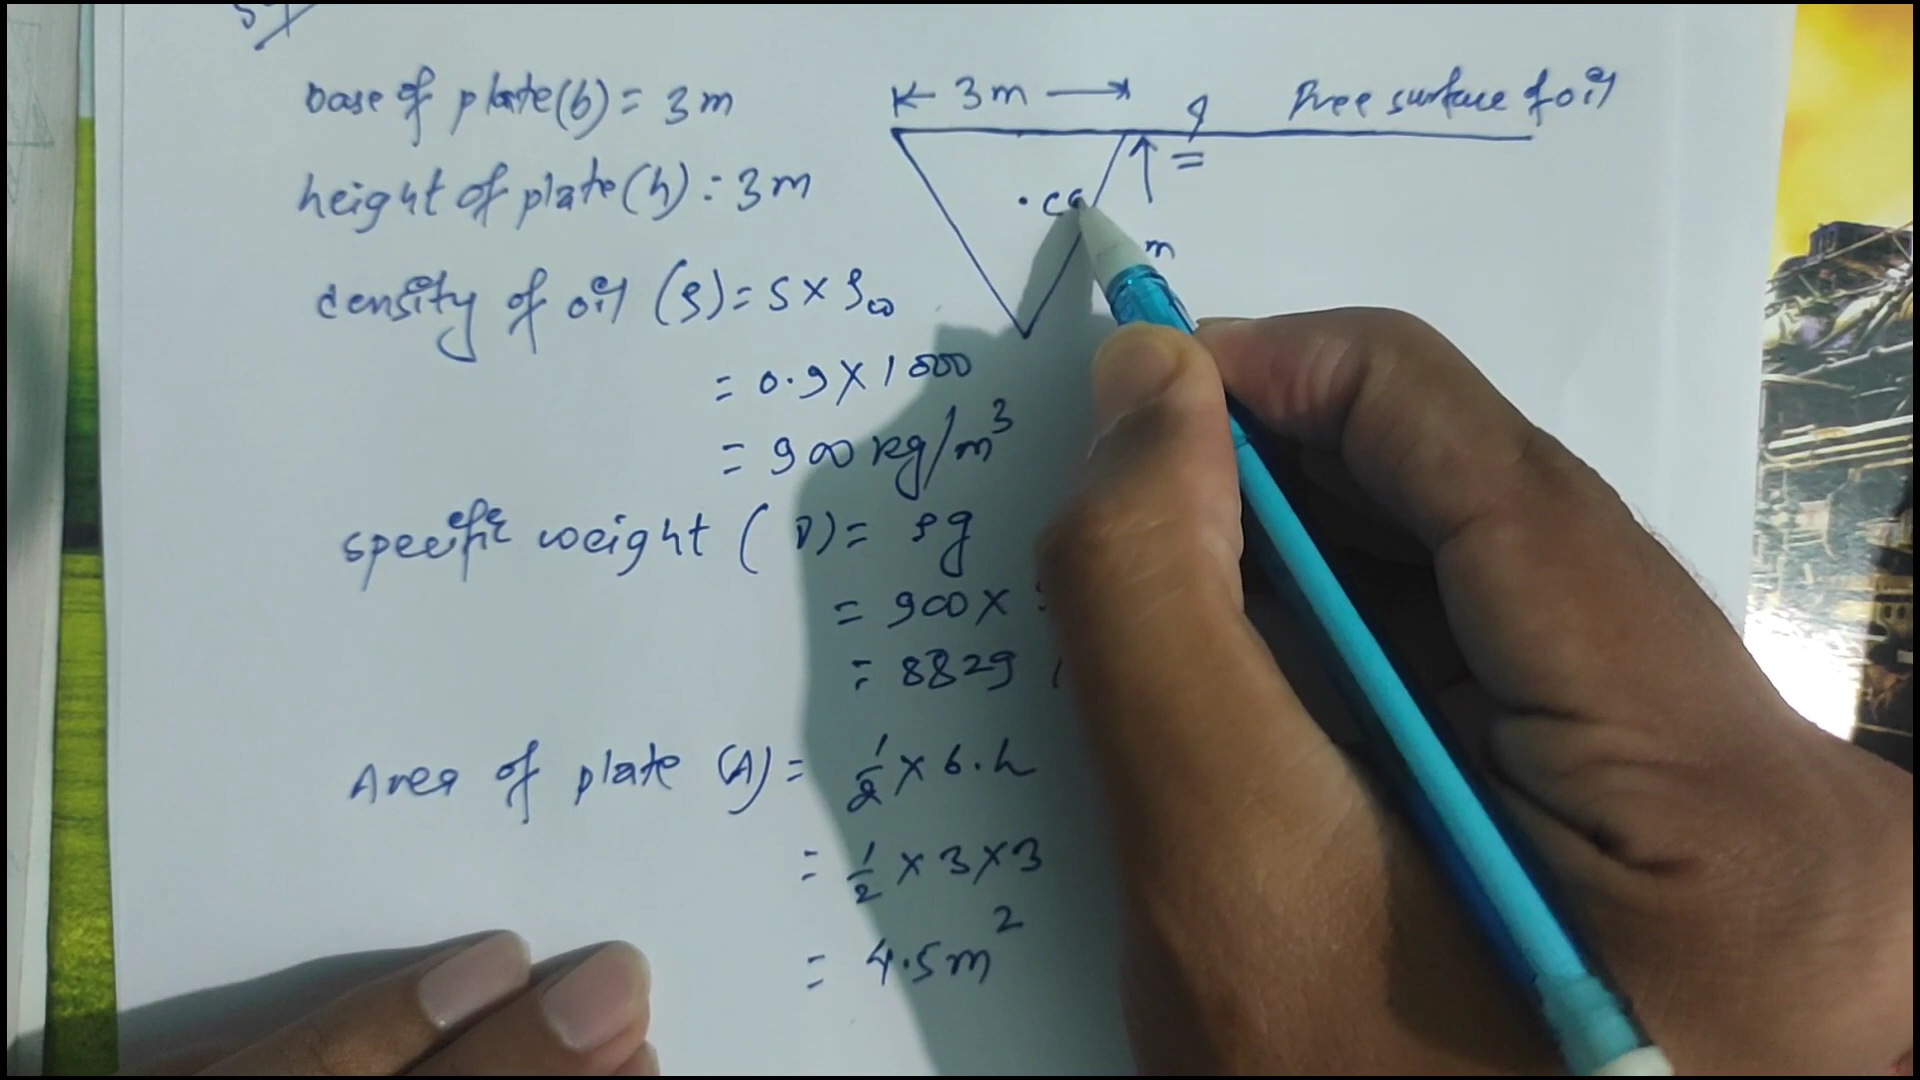 base of plate (b) = 3m
height of plate (h) = 3m
density of oil (ρ) = S × ρω
= 0.9 × 1000
= 900 kg/m³
specific weight ( ) = ρg
= 900 ×
= 8829
Area of plate (A) = 1/2 × b.h
= 1/2 × 3 × 3
= 4.5 m²
3m
Free surface of oil
. CG
m